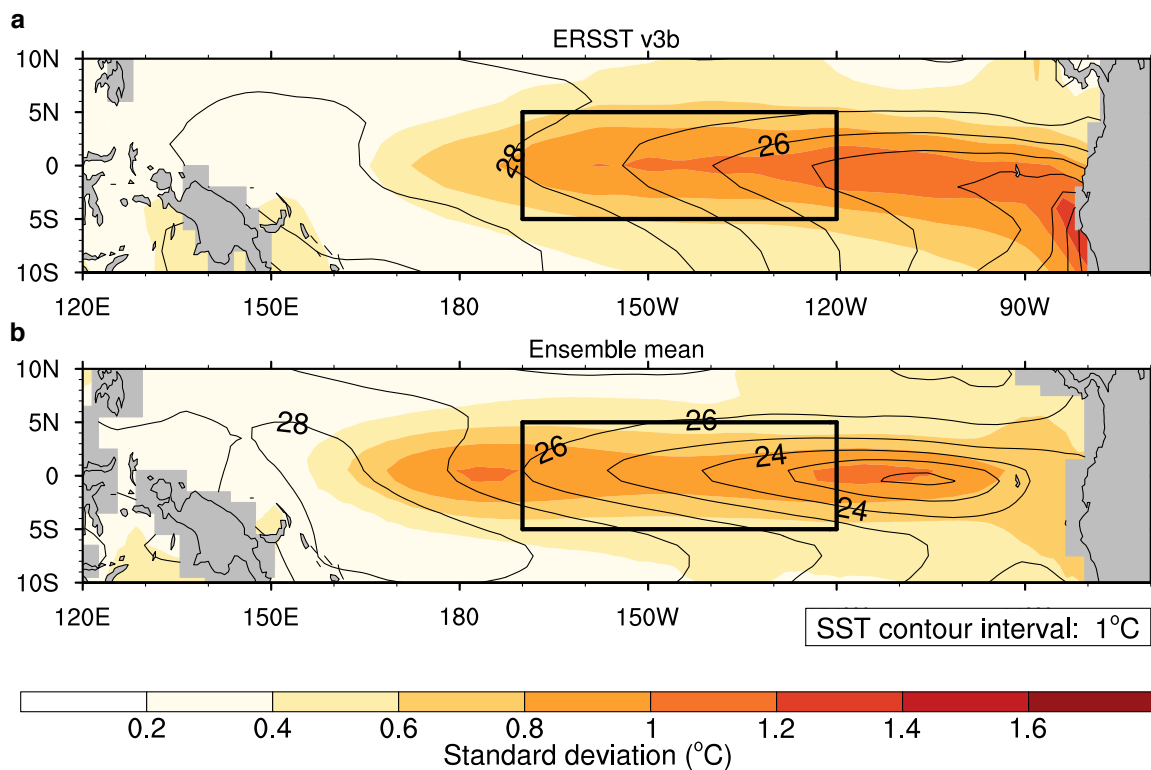 a
ERSST v3b
10N
5N
0
5S
10S
28
26
120E 150E 180 150W 120W 90W
b
Ensemble mean
10N
5N
0
5S
10S
28
26
26
24
24
120E 150E 180 150W
SST contour interval: 1°C
0.2 0.4 0.6 0.8 1 1.2 1.4 1.6
Standard deviation (°C)